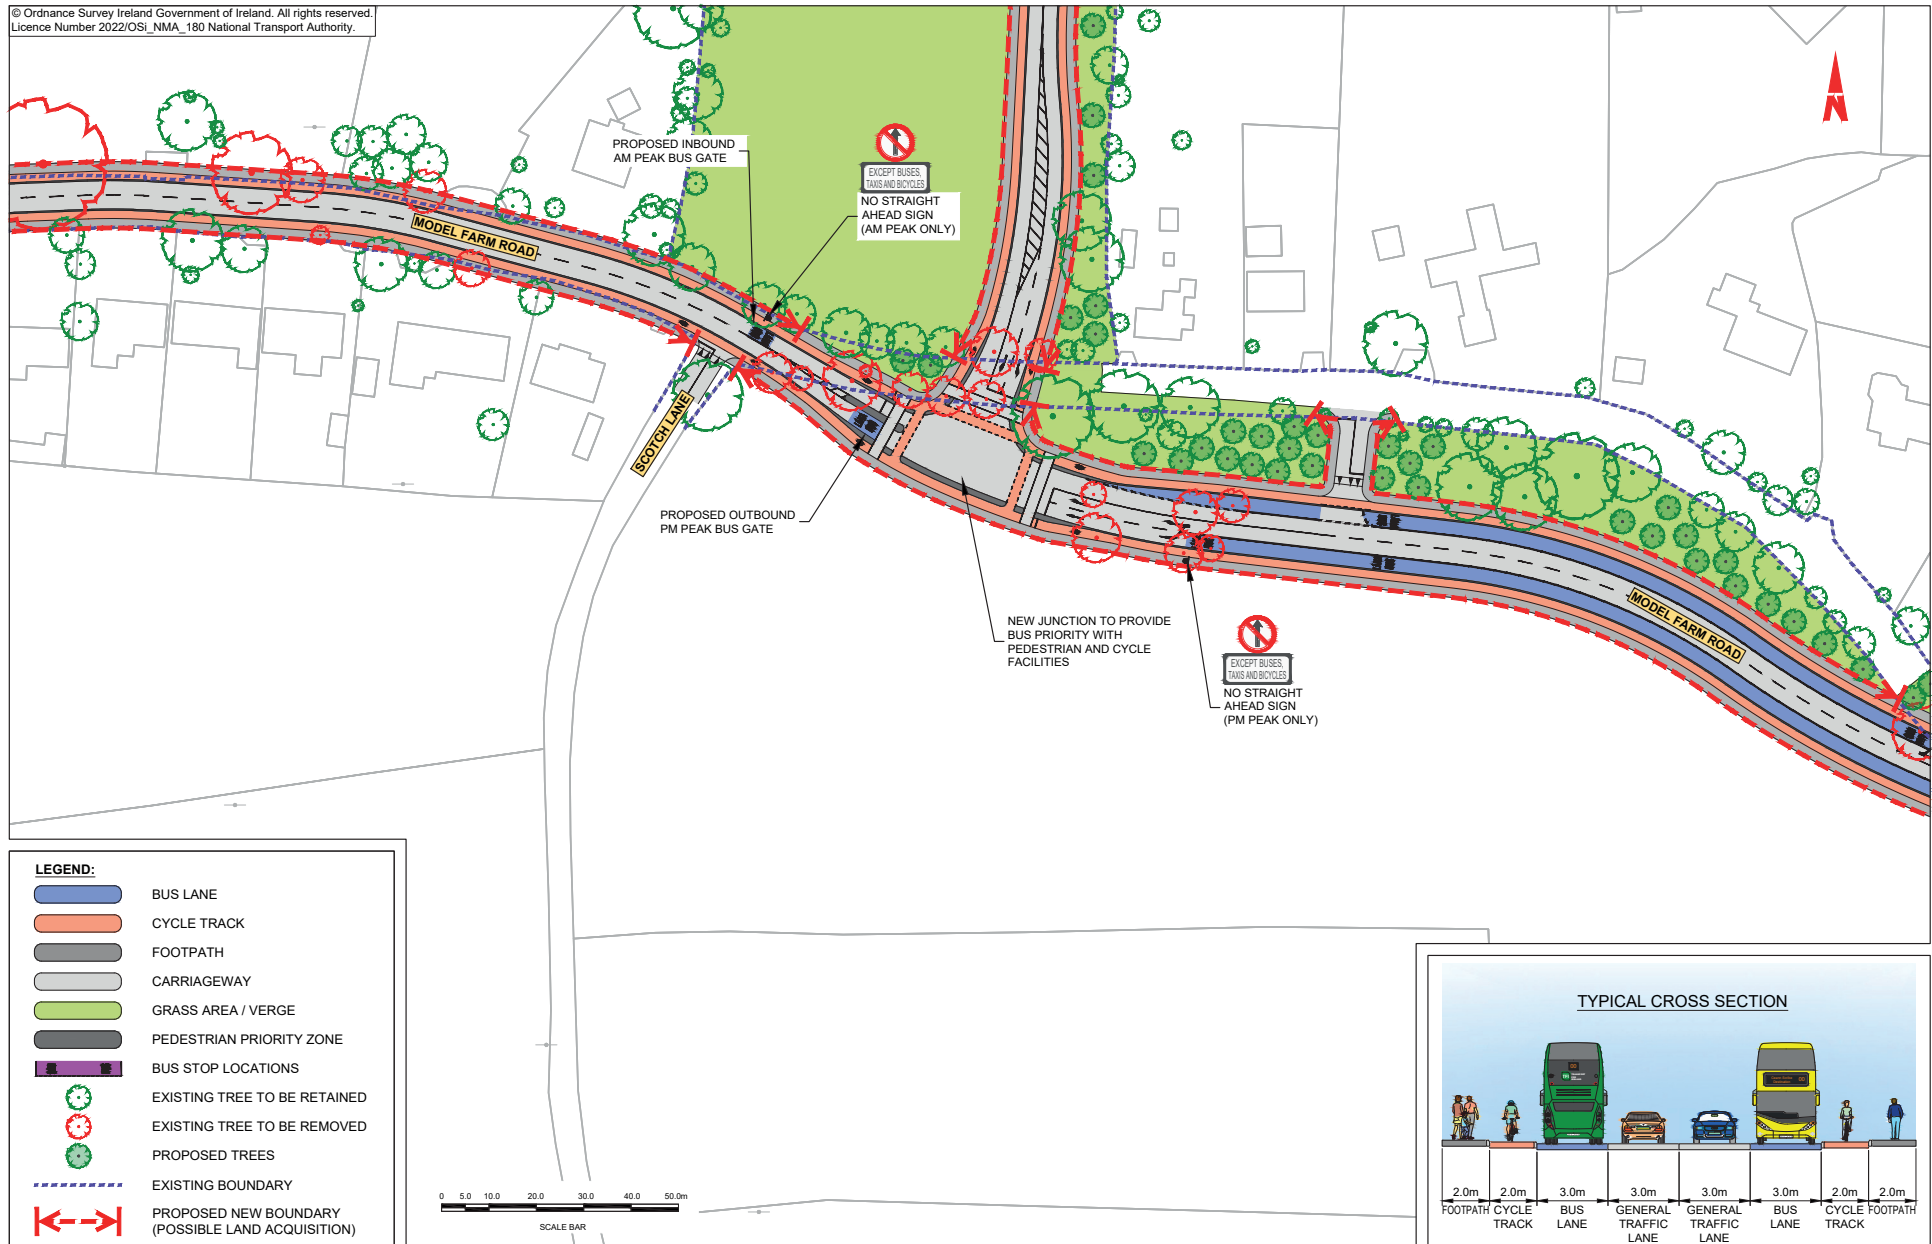 © Ordnance Survey Ireland Government of Ireland. All rights reserved.
Licence Number 2022/OSi_NMA_180 National Transport Authority.
PROPOSED INBOUND
AM PEAK BUS GATE
EXCEPT BUSES,
TAXIS AND BICYCLES
NO STRAIGHT
AHEAD SIGN
(AM PEAK ONLY)
MODEL FARM ROAD
SCOTCH LANE
PROPOSED OUTBOUND
PM PEAK BUS GATE
NEW JUNCTION TO PROVIDE
BUS PRIORITY WITH
PEDESTRIAN AND CYCLE
FACILITIES
EXCEPT BUSES,
TAXIS AND BICYCLES
NO STRAIGHT
AHEAD SIGN
(PM PEAK ONLY)
MODEL FARM ROAD
N
LEGEND:
BUS LANE
CYCLE TRACK
FOOTPATH
CARRIAGEWAY
GRASS AREA / VERGE
PEDESTRIAN PRIORITY ZONE
BUS STOP LOCATIONS
EXISTING TREE TO BE RETAINED
EXISTING TREE TO BE REMOVED
PROPOSED TREES
EXISTING BOUNDARY
PROPOSED NEW BOUNDARY
(POSSIBLE LAND ACQUISITION)
0 5.0 10.0 20.0 30.0 40.0 50.0m
SCALE BAR
TYPICAL CROSS SECTION
2.0m 2.0m 3.0m 3.0m 3.0m 3.0m 2.0m 2.0m
FOOTPATH CYCLE BUS GENERAL GENERAL BUS CYCLE FOOTPATH
TRACK LANE TRAFFIC TRAFFIC LANE TRACK
LANE LANE